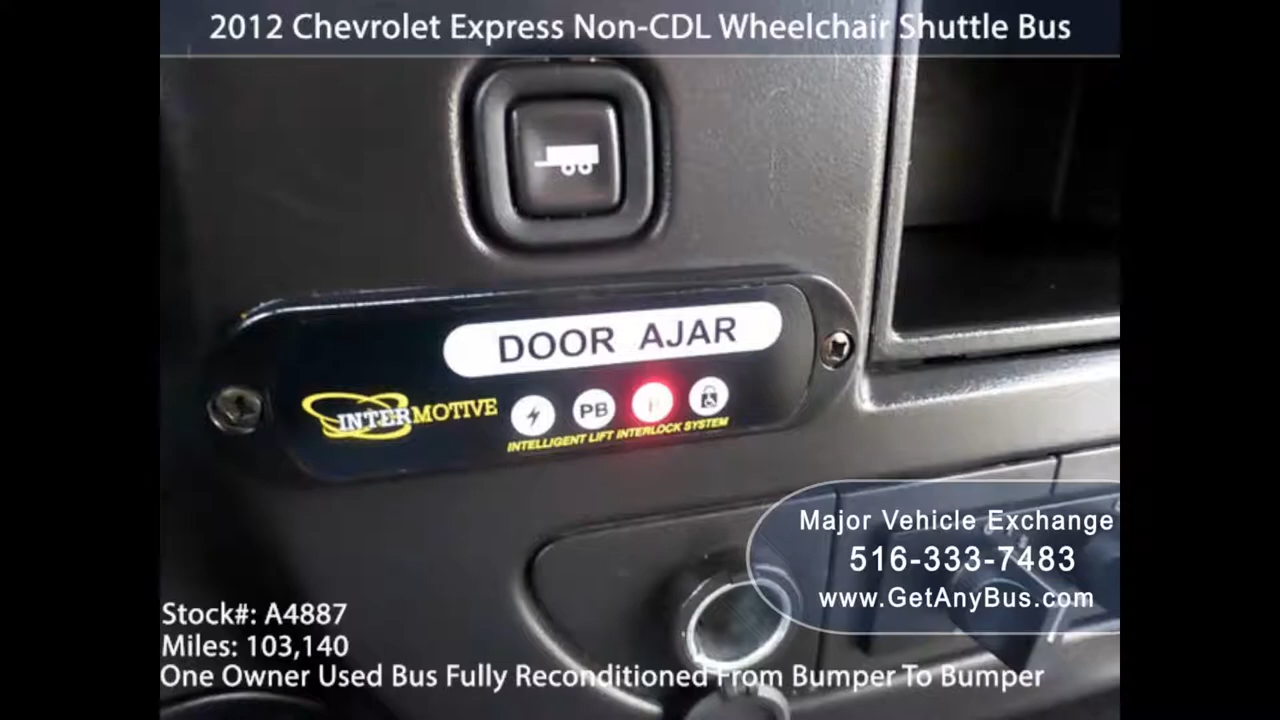 2012 Chevrolet Express Non-CDL Wheelchair Shuttle Bus
DOOR AJAR
INTERMOTIVE
PB
INTELLIGENT LIFT INTERLOCK SYSTEM
Major Vehicle Exchange
516-333-7483
www.GetAnyBus.com
Stock#: A4887
Miles: 103,140
One Owner Used Bus Fully Reconditioned From Bumper To Bumper